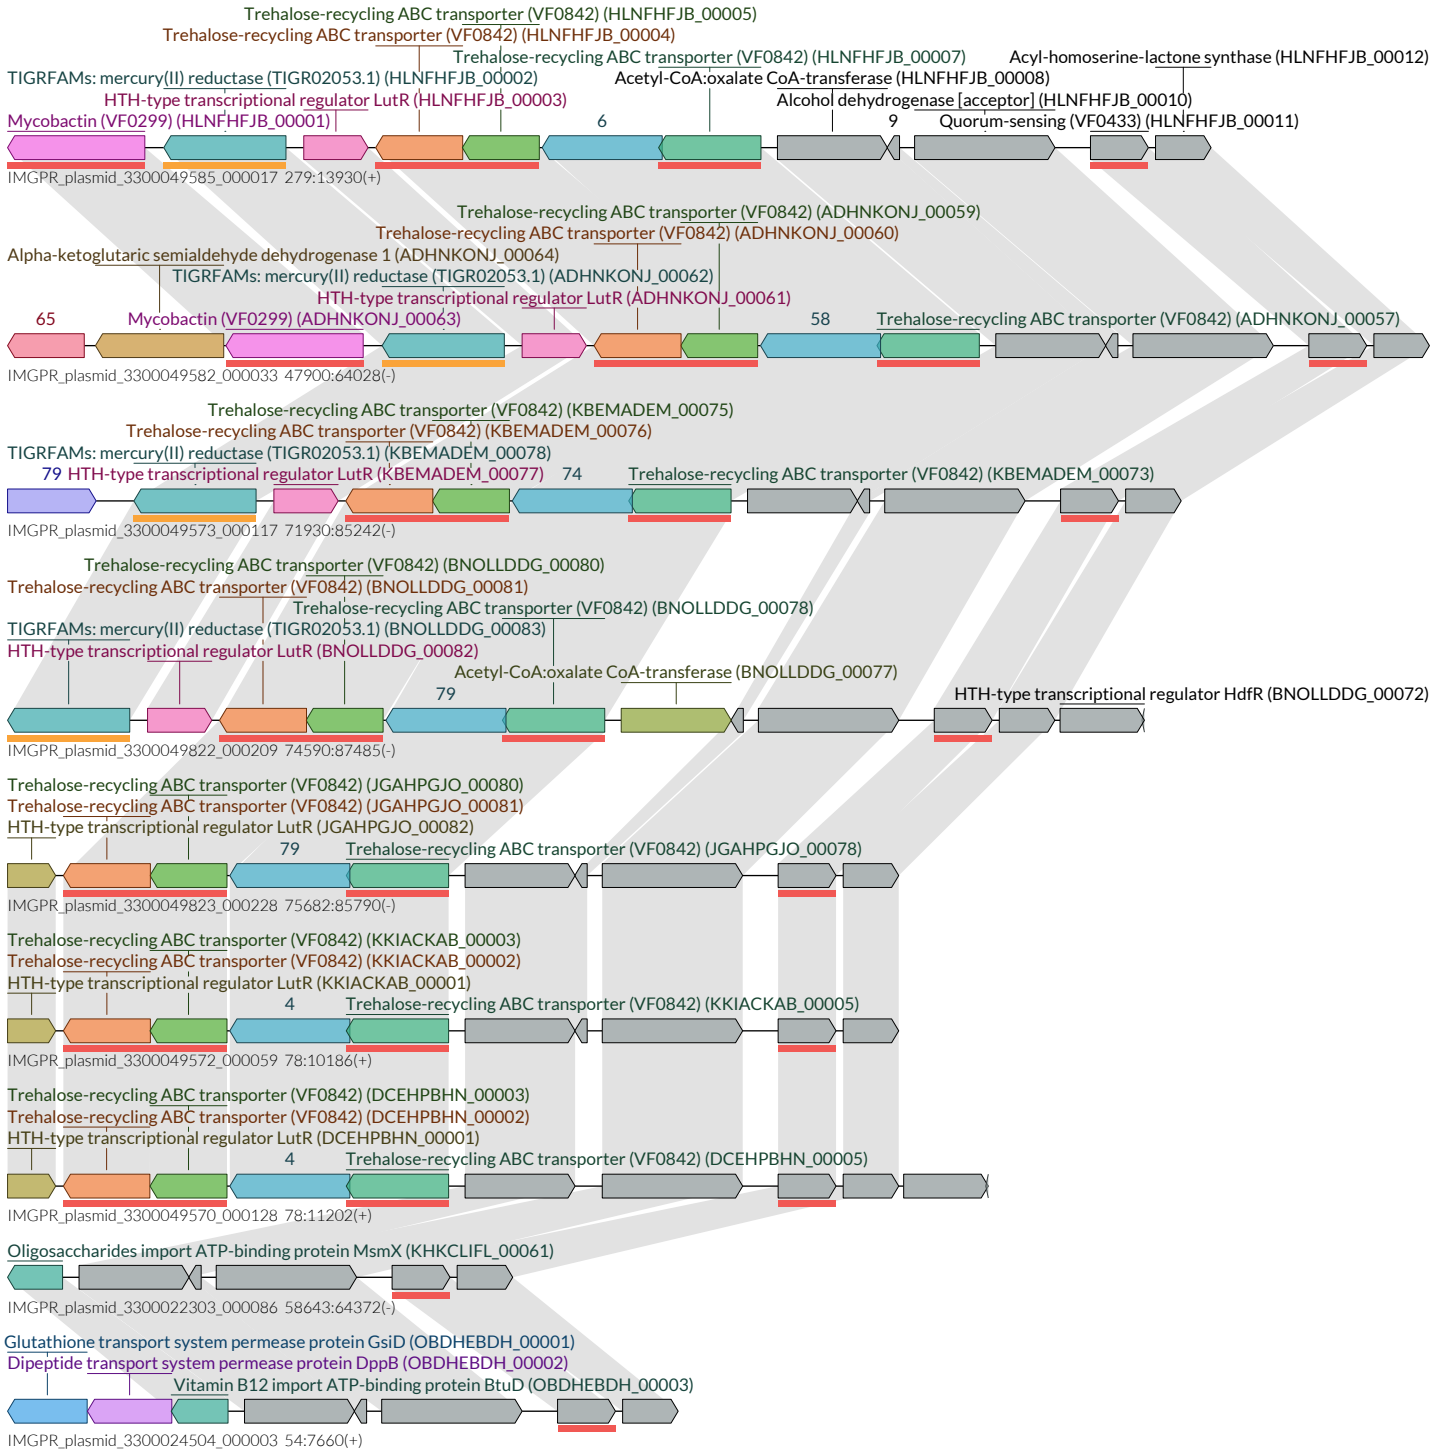 Trehalose-recycling ABC transporter (VF0842) (HLNFHFJB_00005)
Trehalose-recycling ABC transporter (VF0842) (HLNFHFJB_00004)
Trehalose-recycling ABC transporter (VF0842) (HLNFHFJB_00007) Acyl-homoserine-lactone synthase (HLNFHFJB_00012)
TIGRFAMs: mercury(II) reductase (TIGR02053.1) (HLNFHFJB_00002) Acetyl-CoA:oxalate CoA-transferase (HLNFHFJB_00008)
HTH-type transcriptional regulator LutR (HLNFHFJB_00003) Alcohol dehydrogenase [acceptor] (HLNFHFJB_00010)
Mycobactin (VF0299) (HLNFHFJB_00001) 6 9 Quorum-sensing (VF0433) (HLNFHFJB_00011)
IMGPR_plasmid_3300049585_000017 279:13930(+)
Trehalose-recycling ABC transporter (VF0842) (ADHNKONJ_00059)
Trehalose-recycling ABC transporter (VF0842) (ADHNKONJ_00060)
Alpha-ketoglutaric semialdehyde dehydrogenase 1 (ADHNKONJ_00064)
TIGRFAMs: mercury(II) reductase (TIGR02053.1) (ADHNKONJ_00062)
HTH-type transcriptional regulator LutR (ADHNKONJ_00061)
65 Mycobactin (VF0299) (ADHNKONJ_00063) 58 Trehalose-recycling ABC transporter (VF0842) (ADHNKONJ_00057)
IMGPR_plasmid_3300049582_000033 47900:64028(-)
Trehalose-recycling ABC transporter (VF0842) (KBEMADEM_00075)
Trehalose-recycling ABC transporter (VF0842) (KBEMADEM_00076)
TIGRFAMs: mercury(II) reductase (TIGR02053.1) (KBEMADEM_00078)
79 HTH-type transcriptional regulator LutR (KBEMADEM_00077) 74 Trehalose-recycling ABC transporter (VF0842) (KBEMADEM_00073)
IMGPR_plasmid_3300049573_000117 71930:85242(-)
Trehalose-recycling ABC transporter (VF0842) (BNOLLDDG_00080)
Trehalose-recycling ABC transporter (VF0842) (BNOLLDDG_00081)
Trehalose-recycling ABC transporter (VF0842) (BNOLLDDG_00078)
TIGRFAMs: mercury(II) reductase (TIGR02053.1) (BNOLLDDG_00083)
HTH-type transcriptional regulator LutR (BNOLLDDG_00082)
Acetyl-CoA:oxalate CoA-transferase (BNOLLDDG_00077)
79 HTH-type transcriptional regulator HdfR (BNOLLDDG_00072)
IMGPR_plasmid_3300049822_000209 74590:87485(-)
Trehalose-recycling ABC transporter (VF0842) (JGAHPGJO_00080)
Trehalose-recycling ABC transporter (VF0842) (JGAHPGJO_00081)
HTH-type transcriptional regulator LutR (JGAHPGJO_00082)
79 Trehalose-recycling ABC transporter (VF0842) (JGAHPGJO_00078)
IMGPR_plasmid_3300049823_000228 75682:85790(-)
Trehalose-recycling ABC transporter (VF0842) (KKIACKAB_00003)
Trehalose-recycling ABC transporter (VF0842) (KKIACKAB_00002)
HTH-type transcriptional regulator LutR (KKIACKAB_00001)
4 Trehalose-recycling ABC transporter (VF0842) (KKIACKAB_00005)
IMGPR_plasmid_3300049572_000059 78:10186(+)
Trehalose-recycling ABC transporter (VF0842) (DCEHPBHN_00003)
Trehalose-recycling ABC transporter (VF0842) (DCEHPBHN_00002)
HTH-type transcriptional regulator LutR (DCEHPBHN_00001)
4 Trehalose-recycling ABC transporter (VF0842) (DCEHPBHN_00005)
IMGPR_plasmid_3300049570_000128 78:11202(+)
Oligosaccharides import ATP-binding protein MsmX (KHKCLIFL_00061)
IMGPR_plasmid_3300022303_000086 58643:64372(-)
Glutathione transport system permease protein GsiD (OBDHEBDH_00001)
Dipeptide transport system permease protein DppB (OBDHEBDH_00002)
Vitamin B12 import ATP-binding protein BtuD (OBDHEBDH_00003)
IMGPR_plasmid_3300024504_000003 54:7660(+)